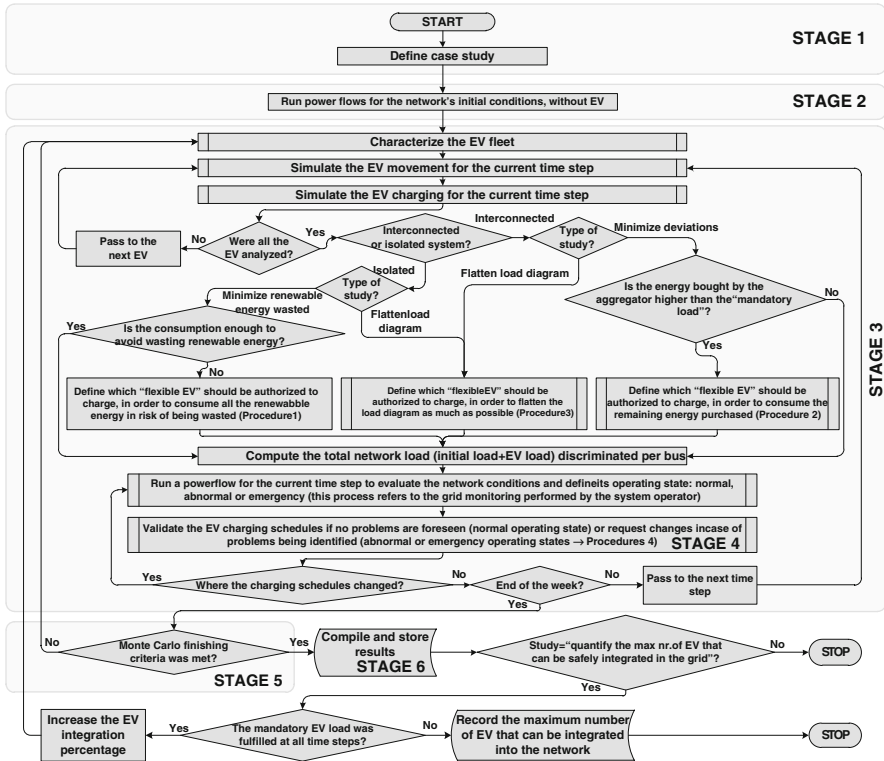 START
STAGE 1
Define case study
Run power flows for the network's initial conditions, without EV
STAGE 2
Characterize the EV fleet
Simulate the EV movement for the current time step
Simulate the EV charging for the current time step
Pass to the
next EV
No
Were all the
EV analyzed?
Yes
Interconnected
or isolated system?
Interconnected
Type of
study?
Minimize deviations
Isolated
Type of
study?
Flatten load diagram
Minimize renewable
energy wasted
Flattenload
diagram
Is the energy bought by the
aggregator higher than the“mandatory
load”?
No
Yes
Yes
Is the consumption enough to
avoid wasting renewable energy?
No
STAGE 3
Define which “flexible EV” should be authorized to
charge, in order to consume all the renewabble
energy in risk of being wasted (Procedure1)
Define which “flexibleEV” should be
authorized to charge, in order to flatten the
load diagram as much as possible (Procedure3)
Define which “flexible EV” should be
authorized to charge, in order to consume the
remaining energy purchased (Procedure 2)
Compute the total network load (initial load+EV load) discriminated per bus
Run a powerflow for the current time step to evaluate the network conditions and defineits operating state: normal,
abnormal or emergency (this process refers to the grid monitoring performed by the system operator)
Validate the EV charging schedules if no problems are foreseen (normal operating state) or request changes incase of
problems being identified (abnormal or emergency operating states → Procedures 4)
STAGE 4
Yes
Where the charging schedules changed?
No
End of the week?
No
Pass to the next time
step
Yes
No
Monte Carlo finishing
criteria was met?
Yes
STAGE 5
Compile and store
results
STAGE 6
Study=“quantify the max nr.of EV that
can be safely integrated in the grid”?
No
STOP
Yes
Increase the EV
integration
percentage
Yes
The mandatory EV load was
fulfilled at all time steps?
No
Record the maximum number
of EV that can be integrated
into the network
STOP